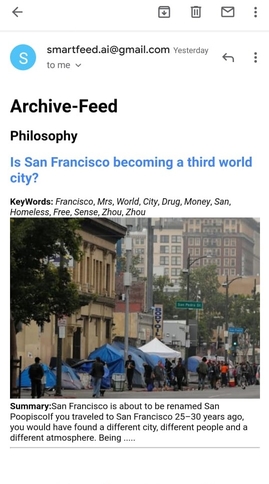 S
smartfeed.ai@gmail.com Yesterday
to me
Archive-Feed
Philosophy
Is San Francisco becoming a third world
city?
KeyWords: Francisco, Mrs, World, City, Drug, Money, San,
Homeless, Free, Sense, Zhou, Zhou
Summary:San Francisco is about to be renamed San
PoopiscoIf you traveled to San Francisco 25–30 years ago,
you would have found a different city, different people and a
different atmosphere. Being .....